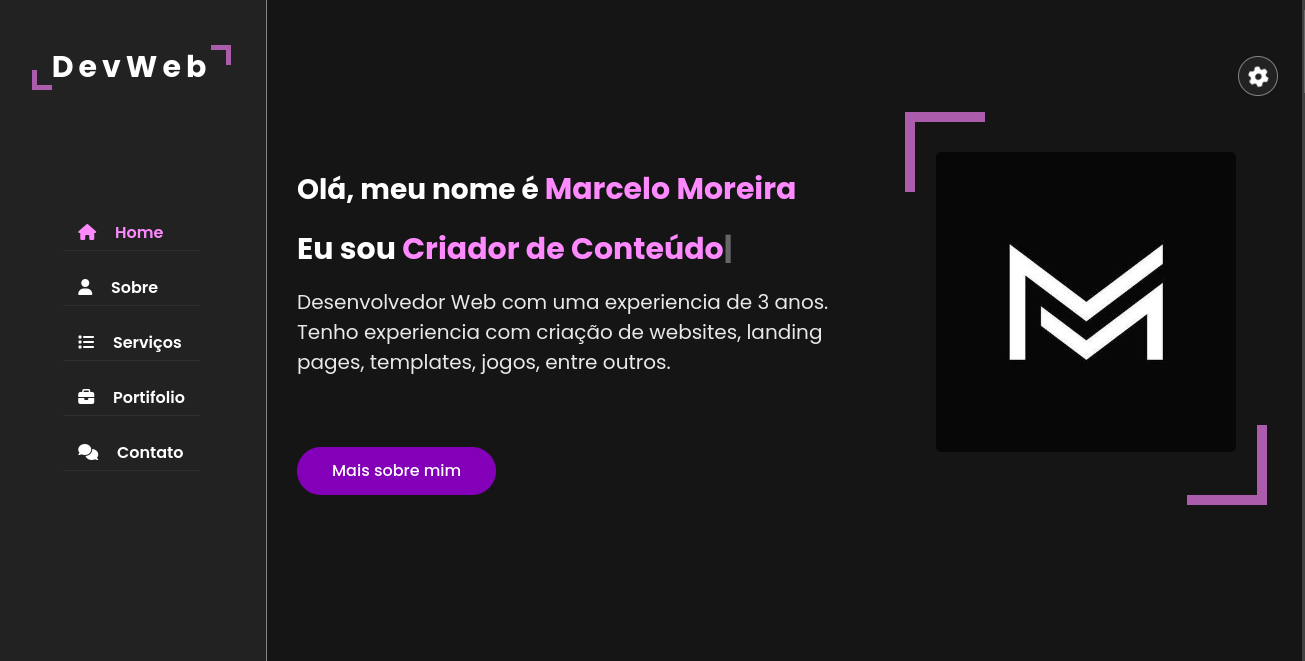 DevWeb
Home
Sobre
Serviços
Portifolio
Contato
Olá, meu nome é Marcelo Moreira
Eu sou Criador de Conteúdo
Desenvolvedor Web com uma experiencia de 3 anos.
Tenho experiencia com criação de websites, landing
pages, templates, jogos, entre outros.
Mais sobre mim